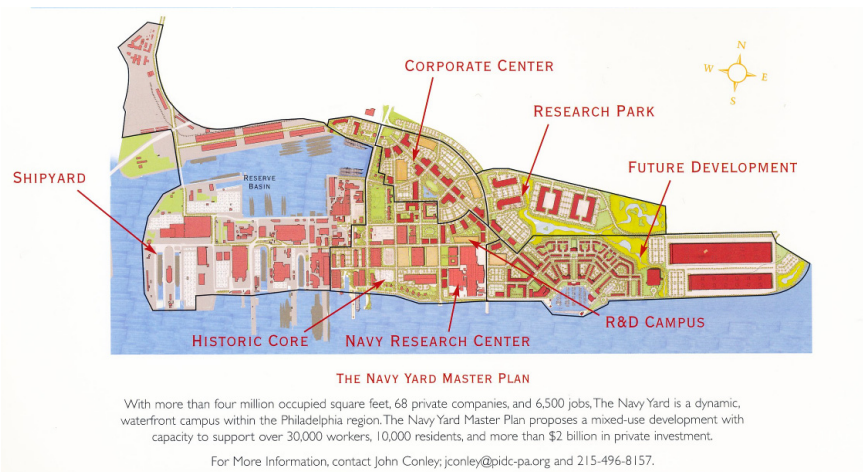 CORPORATE CENTER
N
W
E
S
RESEARCH PARK
FUTURE DEVELOPMENT
SHIPYARD
RESERVE
BASIN
R&D CAMPUS
HISTORIC CORE
NAVY RESEARCH CENTER
THE NAVY YARD MASTER PLAN
With more than four million occupied square feet, 68 private companies, and 6,500 jobs, The Navy Yard is a dynamic,
waterfront campus within the Philadelphia region. The Navy Yard Master Plan proposes a mixed-use development with
capacity to support over 30,000 workers, 10,000 residents, and more than $2 billion in private investment.
For More Information, contact John Conley; jconley@pidc-pa.org and 215-496-8157.